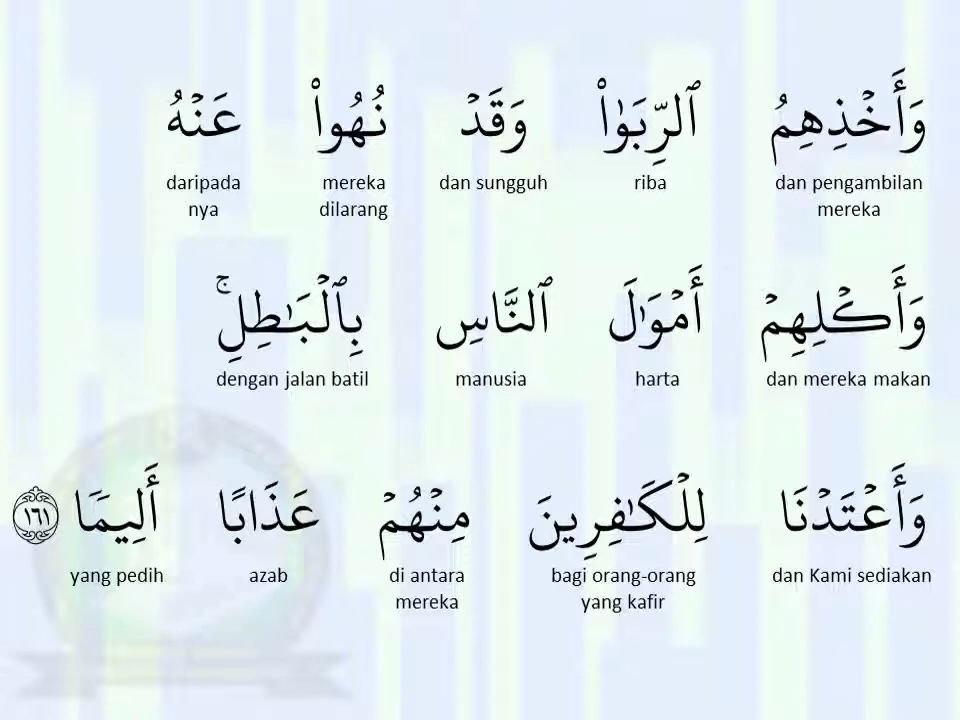 وَأَخْذِهِمُ ٱلرِّبَوٰا۟ وَقَدْ نُهُوا۟ عَنْهُ
dan pengambilan mereka riba dan sungguh mereka dilarang daripada nya
وَأَكْلِهِمْ أَمْوَٰلَ ٱلنَّاسِ بِٱلْبَـٰطِلِ ۚ
dan mereka makan harta manusia dengan jalan batil
وَأَعْتَدْنَا لِلْكَـٰفِرِينَ مِنْهُمْ عَذَابًا أَلِيمًا ١٦١
dan Kami sediakan bagi orang-orang yang kafir di antara mereka azab yang pedih